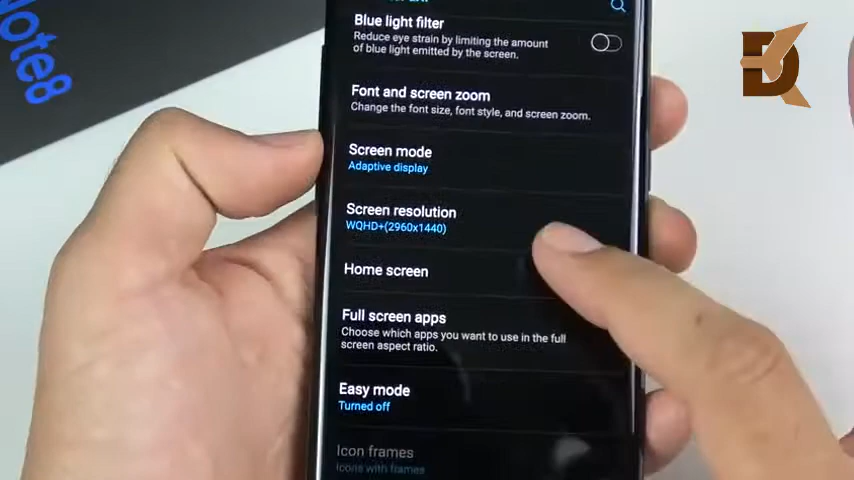 Note8
Blue light filter
Reduce eye strain by limiting the amount
of blue light emitted by the screen.
Font and screen zoom
Change the font size, font style, and screen zoom.
Screen mode
Adaptive display
Screen resolution
WQHD+(2960x1440)
Home screen
Full screen apps
Choose which apps you want to use in the full
screen aspect ratio.
Easy mode
Turned off
Icon frames
Icons with frames